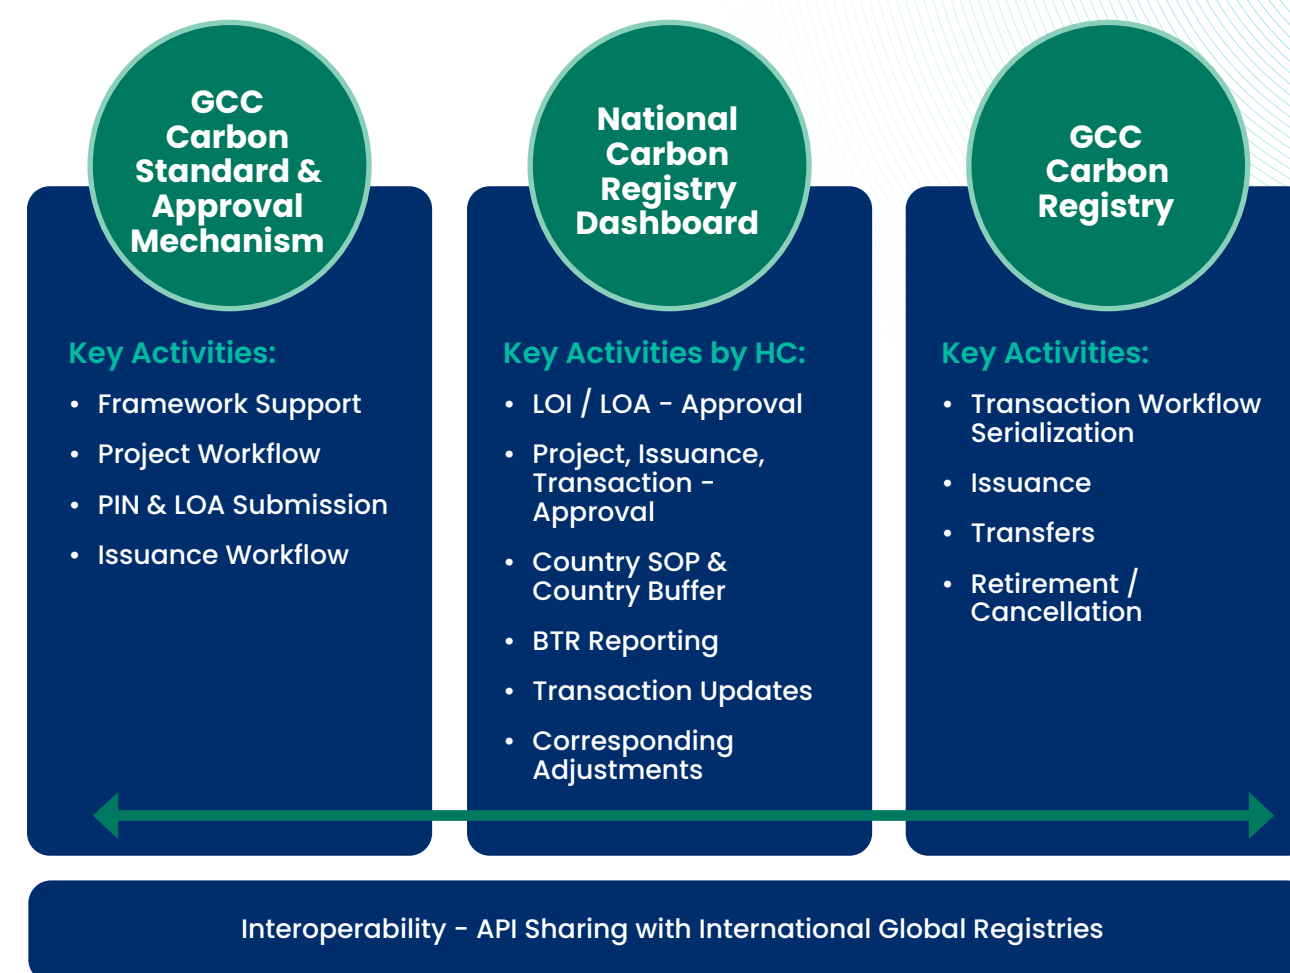 GCC
Carbon
Standard &
Approval
Mechanism
Key Activities:
• Framework Support
• Project Workflow
• PIN & LOA Submission
• Issuance Workflow
National
Carbon
Registry
Dashboard
Key Activities by HC:
• LOI / LOA - Approval
• Project, Issuance,
Transaction -
Approval
• Country SOP &
Country Buffer
• BTR Reporting
• Transaction Updates
• Corresponding
Adjustments
GCC
Carbon
Registry
Key Activities:
• Transaction Workflow
Serialization
• Issuance
• Transfers
• Retirement /
Cancellation
Interoperability - API Sharing with International Global Registries